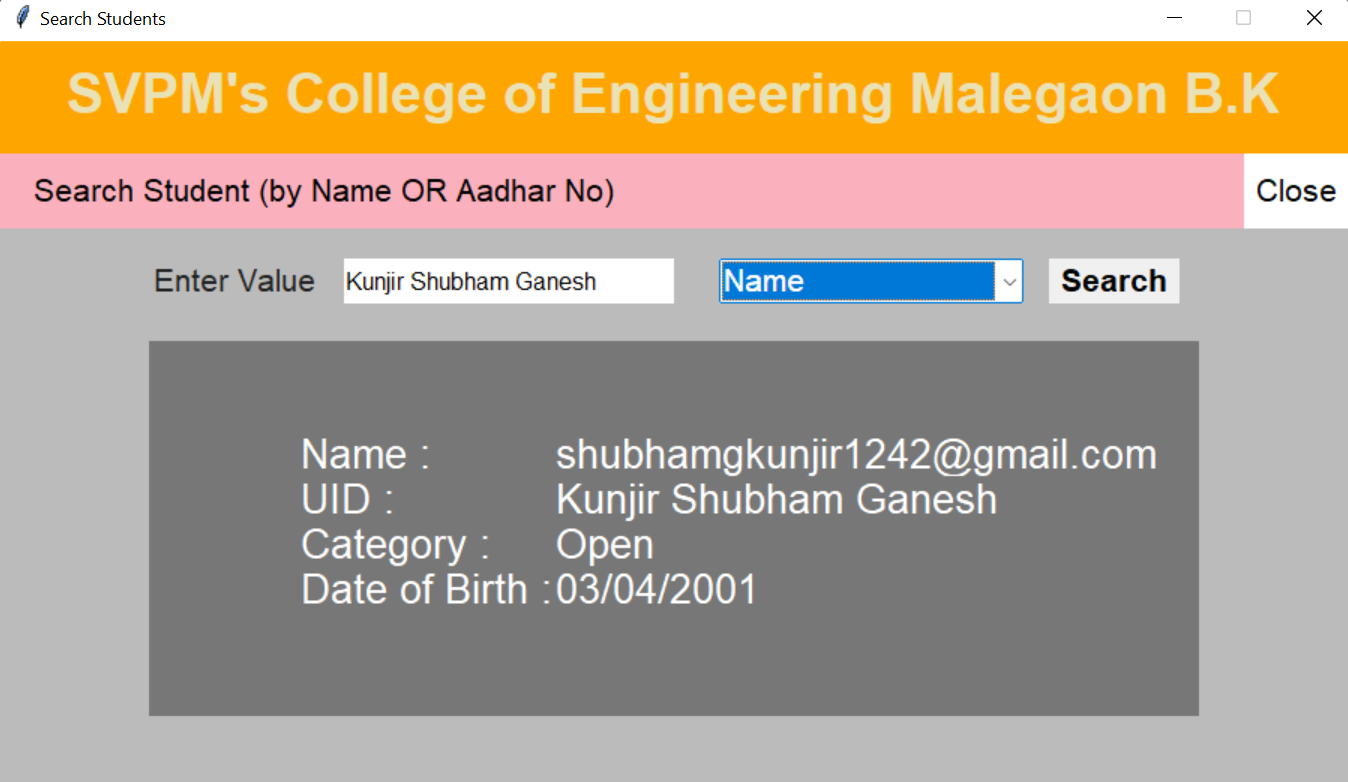 Search Students
SVPM's College of Engineering Malegaon B.K
Search Student (by Name OR Aadhar No)
Close
Enter Value
Kunjir Shubham Ganesh
Name
Search
Name : shubhamgkunjir1242@gmail.com
UID : Kunjir Shubham Ganesh
Category : Open
Date of Birth : 03/04/2001